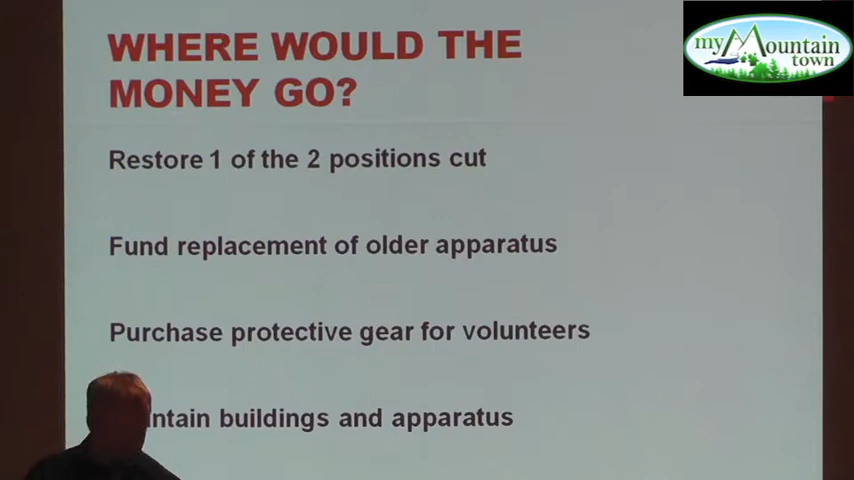 WHERE WOULD THE
MONEY GO?
my Mountain
town
Restore 1 of the 2 positions cut
Fund replacement of older apparatus
Purchase protective gear for volunteers
intain buildings and apparatus